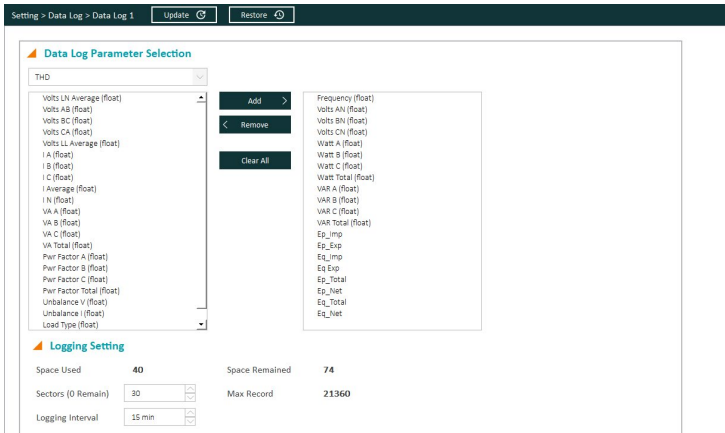 Setting > Data Log > Data Log 1 Update Restore
Data Log Parameter Selection
THD
Volts LN Average (float)
Volts AB (float)
Volts BC (float)
Volts CA (float)
Volts LL Average (float)
I A (float)
I B (float)
I C (float)
I Average (float)
I N (float)
VA A (float)
VA B (float)
VA C (float)
VA Total (float)
Pwr Factor A (float)
Pwr Factor B (float)
Pwr Factor C (float)
Pwr Factor Total (float)
Unbalance V (float)
Unbalance I (float)
Load Type (float)
Add >
< Remove
Clear All
Frequency (float)
Volts AN (float)
Volts BN (float)
Volts CN (float)
Watt A (float)
Watt B (float)
Watt C (float)
Watt Total (float)
VAR A (float)
VAR B (float)
VAR C (float)
VAR Total (float)
Ep_Imp
Ep_Exp
Eq_Imp
Eq Exp
Ep_Total
Ep_Net
Eq_Total
Eq_Net
Logging Setting
Space Used 40 Space Remained 74
Sectors (0 Remain) 30 Max Record 21360
Logging Interval 15 min